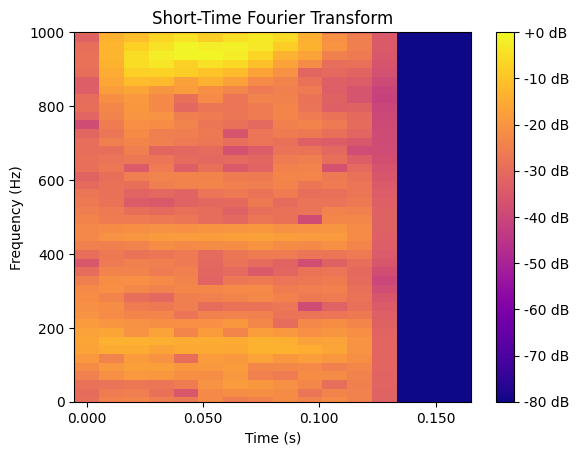 Short-Time Fourier Transform
Frequency (Hz)
1000
800
600
400
200
0
0.000 0.050 0.100 0.150
Time (s)
+0 dB
-10 dB
-20 dB
-30 dB
-40 dB
-50 dB
-60 dB
-70 dB
-80 dB